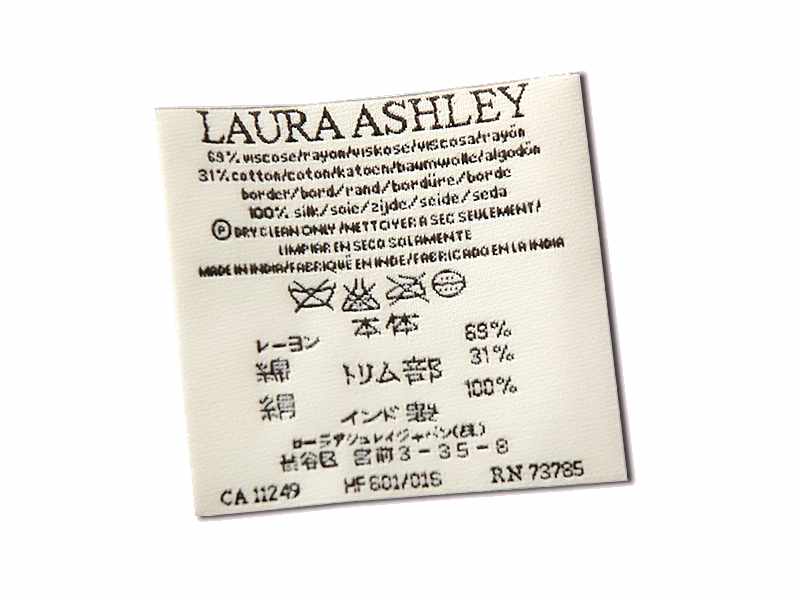 LAURA ASHLEY
69% viscose/rayon/viskose/viscosa/rayön
31% cotton/coton/katoen/baumwolle/algodón
border/bord/rand/bordüre/borde
100% silk/soie/zijde/seide/seda
Ⓟ DRY CLEAN ONLY/NETTOYER A SEC SEULEMENT/
LIMPIAR EN SECO SOLAMENTE
MADE IN INDIA/FABRIQUÉ EN INDE/FABRICADO EN LA INDIA
本体
レーヨン 69%
綿 31%
トリム部
絹 100%
インド製
ローラアシュレイジャパン(株)
渋谷区 宮前 3-35-8
CA 11249 HF 601/016 RN 73785